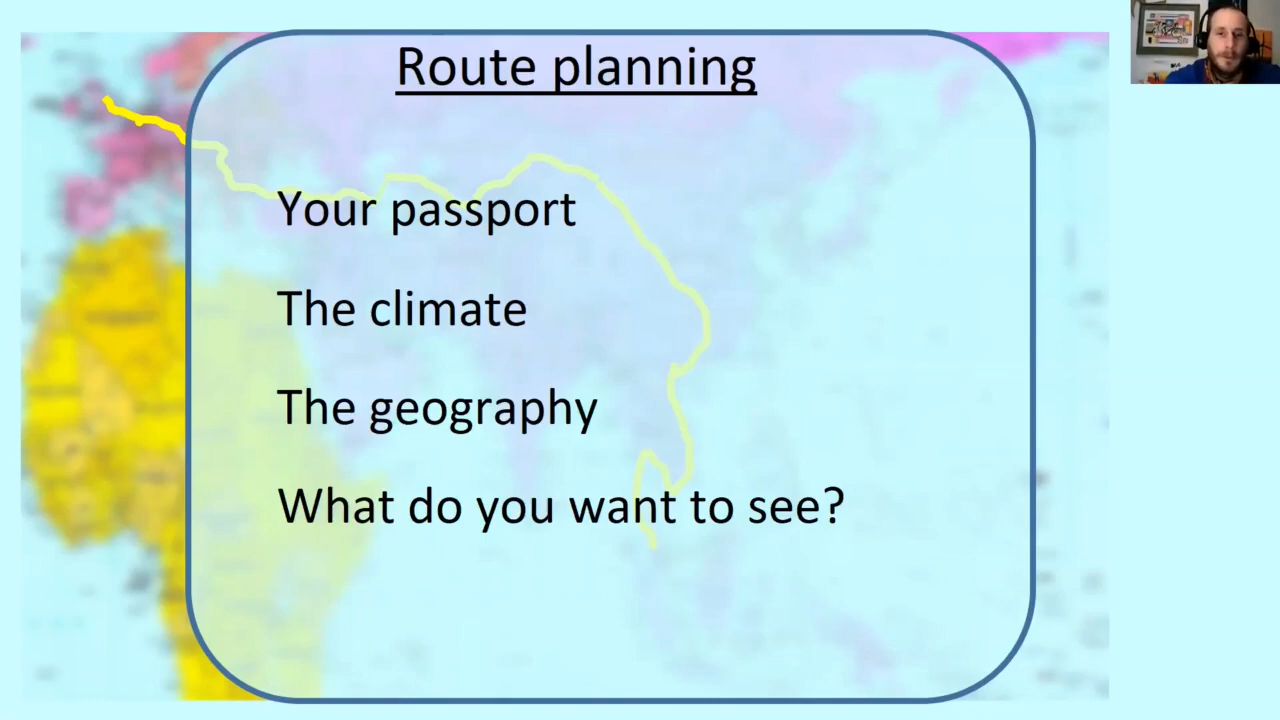 Route planning
Your passport
The climate
The geography
What do you want to see?